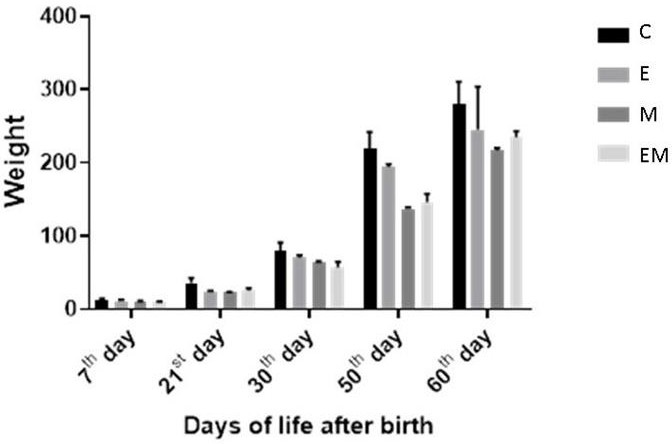 400
300
200
100
0
Weight
7th day
21st day
30th day
50th day
60th day
Days of life after birth
C
E
M
EM